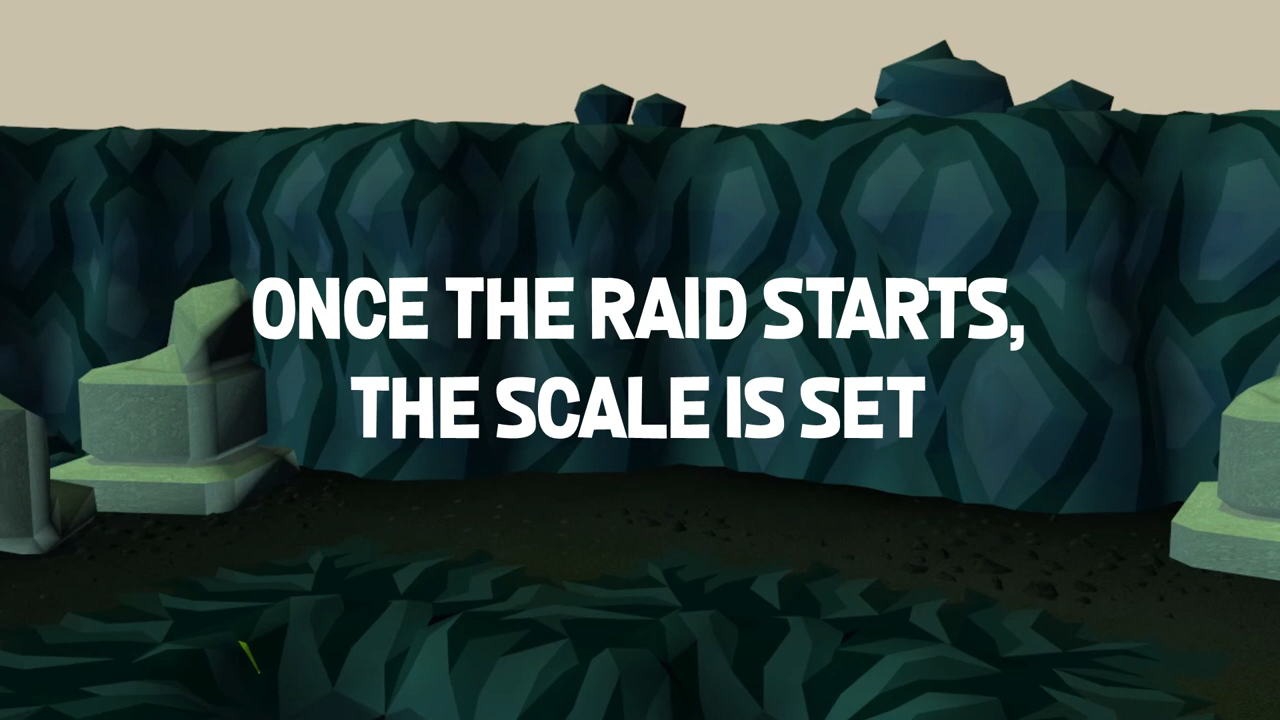 ONCE THE RAID STARTS,
THE SCALE IS SET